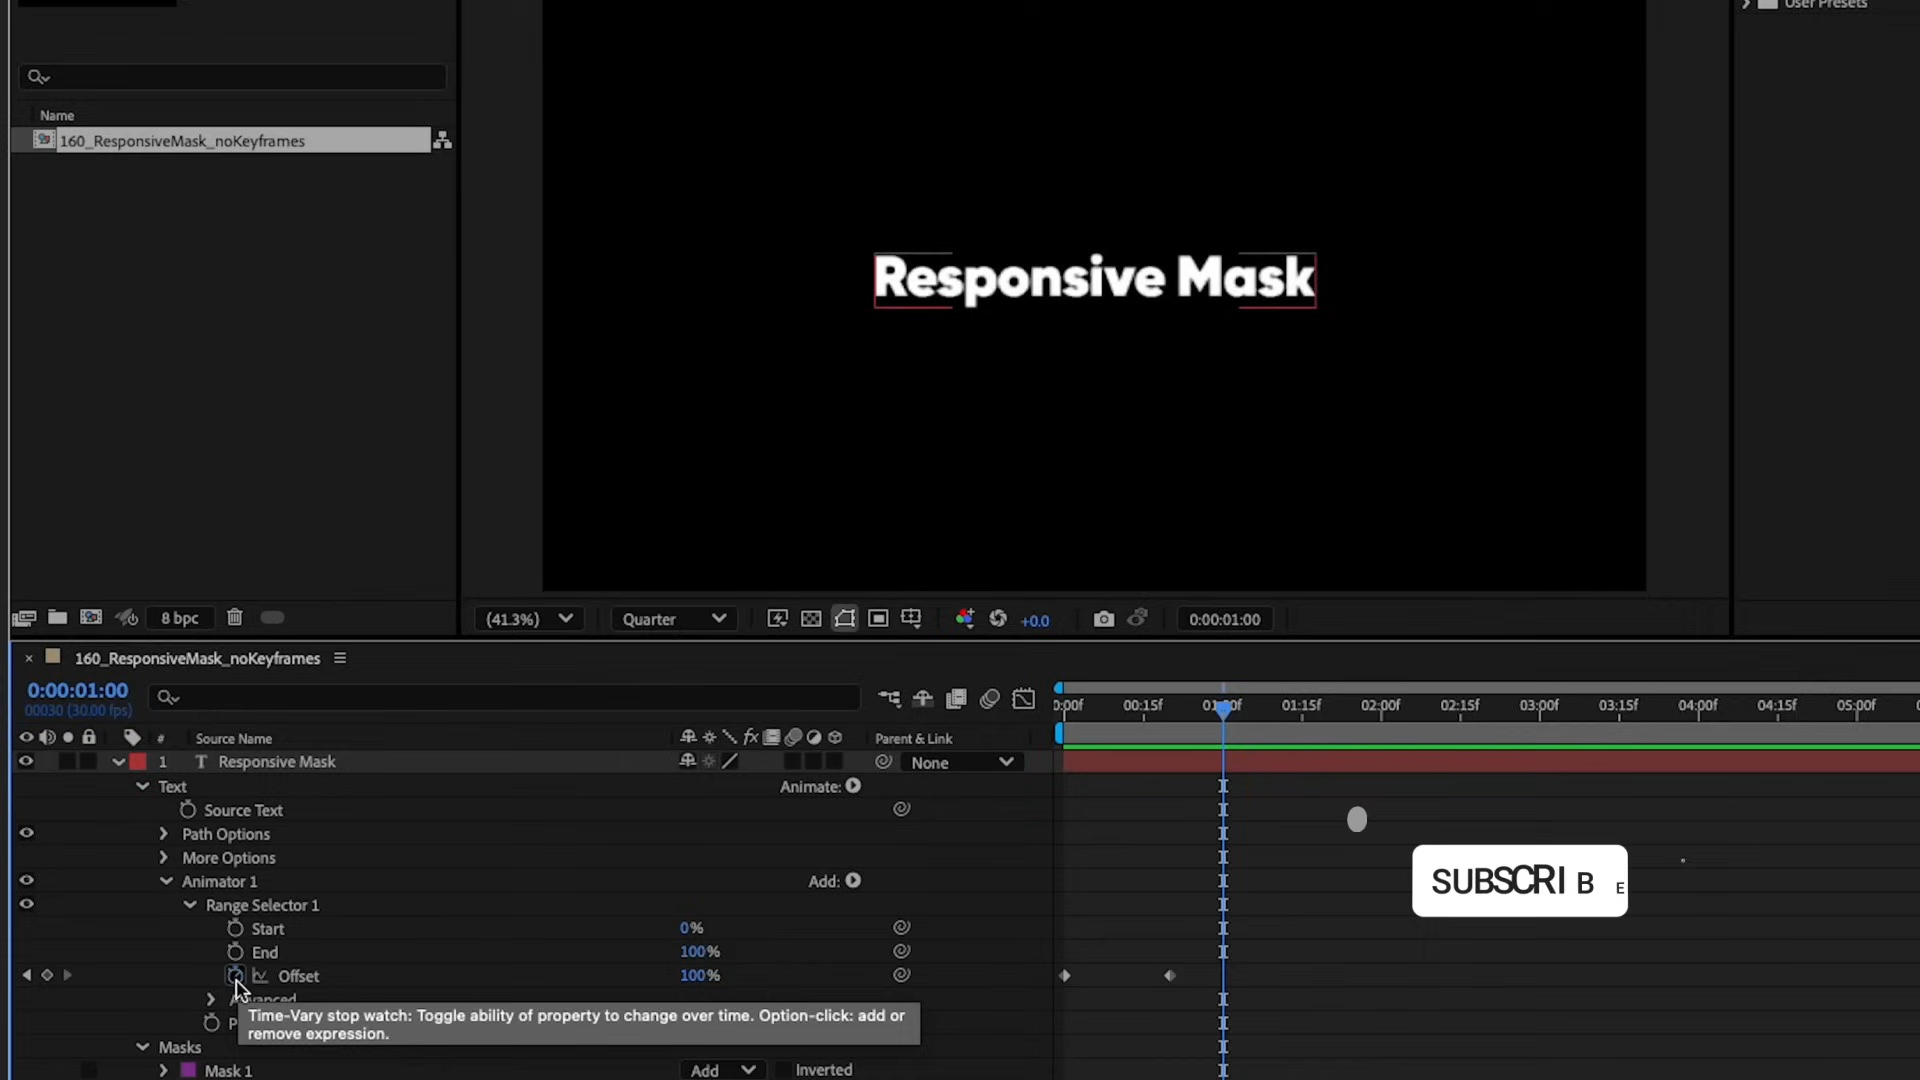 User Presets
Name
160_ResponsiveMask_noKeyframes
Responsive Mask
8 bpc
(41.3%)
Quarter
+0.0
0:00:01:00
160_ResponsiveMask_noKeyframes
0:00:01:00
00030 (30.00 fps)
0:00f 00:15f 01:00f 01:15f 02:00f 02:15f 03:00f 03:15f 04:00f 04:15f 05:00f
# Source Name
fx
Parent & Link
1 T Responsive Mask
None
Text
Animate:
Source Text
Path Options
More Options
Animator 1
Add:
SUBSCRIBE
Range Selector 1
Start 0%
End 100%
Offset 100%
Advanced
Time-Vary stop watch: Toggle ability of property to change over time. Option-click: add or
remove expression.
P
Masks
Mask 1
Add
Inverted